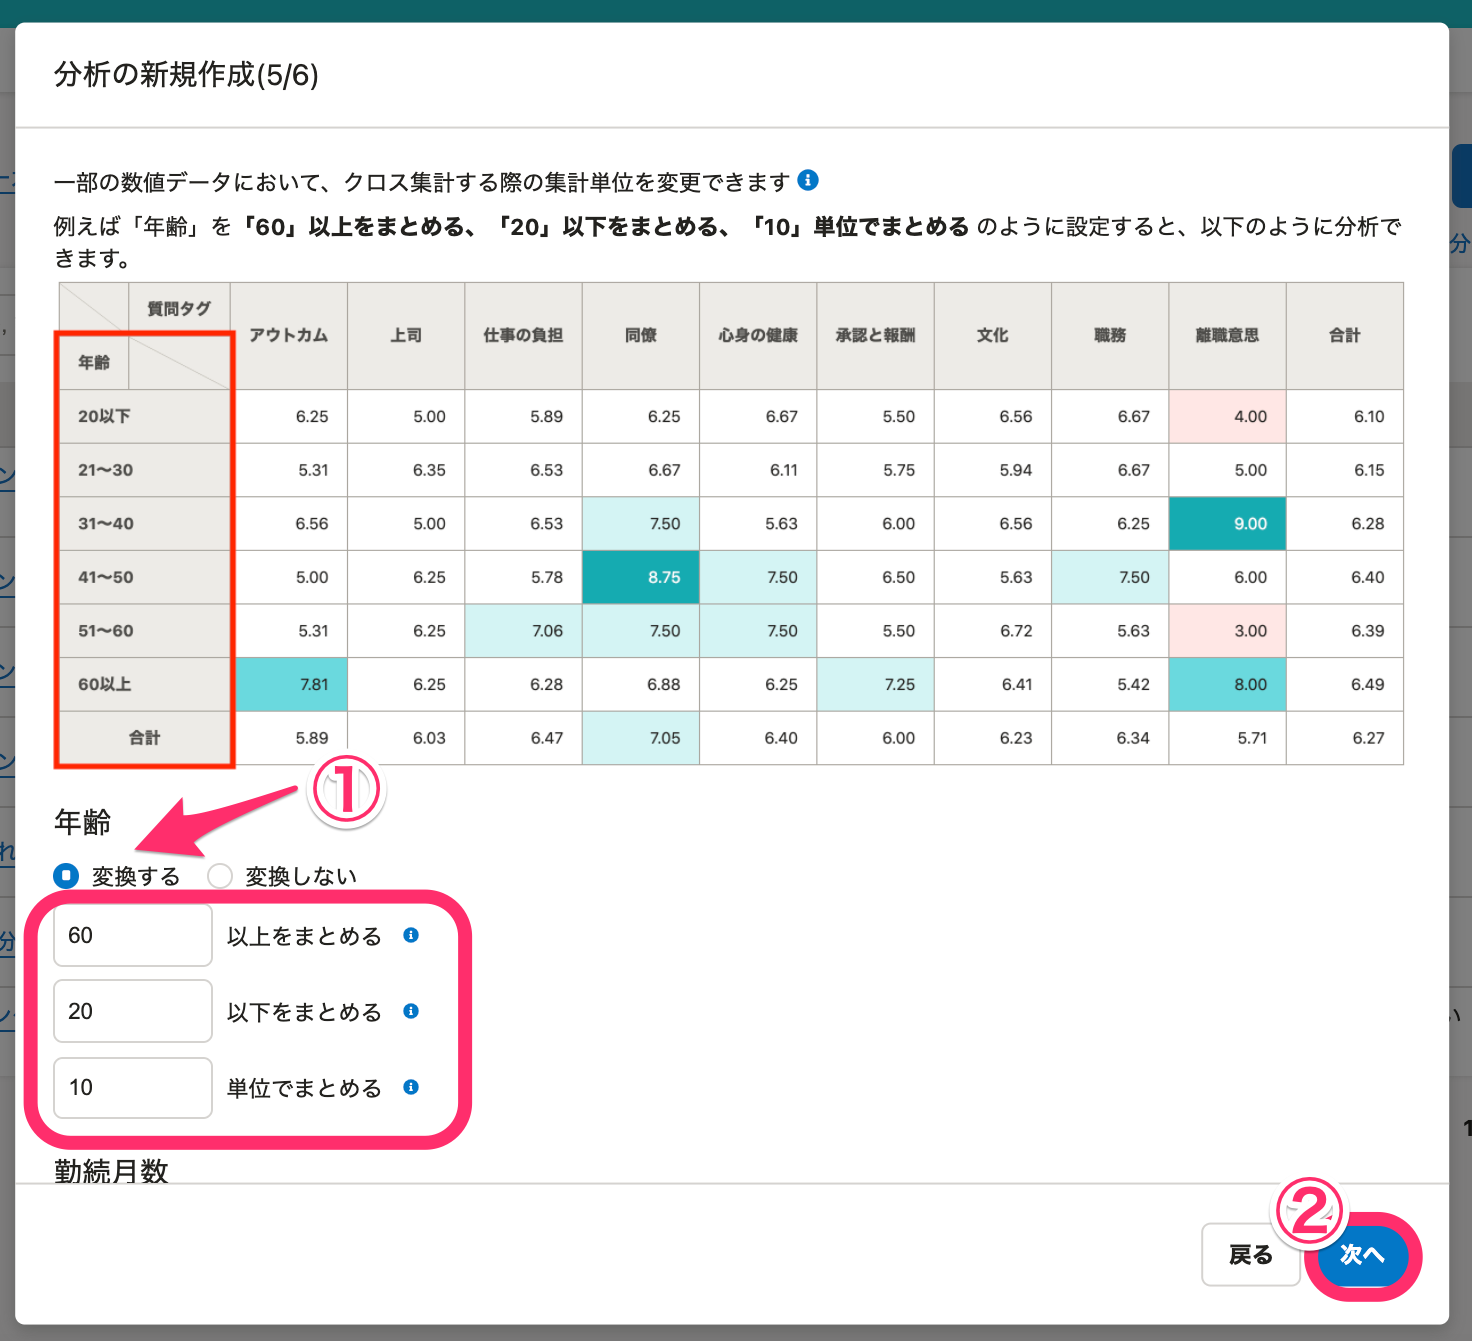 分析の新規作成(5/6)
一部の数値データにおいて、クロス集計する際の集計単位を変更できます
例えば「年齢」を「60」以上をまとめる、「20」以下をまとめる、「10」単位でまとめる のように設定すると、以下のように分析で
きます。
質問タグ
年齢
アウトカム 上司 仕事の負担 同僚 心身の健康 承認と報酬 文化 職務 離職意思 合計
20以下 6.25 5.00 5.89 6.25 6.67 5.50 6.56 6.67 4.00 6.10
21〜30 5.31 6.35 6.53 6.67 6.11 5.75 5.94 6.67 5.00 6.15
31〜40 6.56 5.00 6.53 7.50 5.63 6.00 6.56 6.25 9.00 6.28
41〜50 5.00 6.25 5.78 8.75 7.50 6.50 5.63 7.50 6.00 6.40
51〜60 5.31 6.25 7.06 7.50 7.50 5.50 6.72 5.63 3.00 6.39
60以上 7.81 6.25 6.28 6.88 6.25 7.25 6.41 5.42 8.00 6.49
合計 5.89 6.03 6.47 7.05 6.40 6.00 6.23 6.34 5.71 6.27
①
年齢
変換する 変換しない
60 以上をまとめる
20 以下をまとめる
10 単位でまとめる
勤続月数
②
戻る 次へ